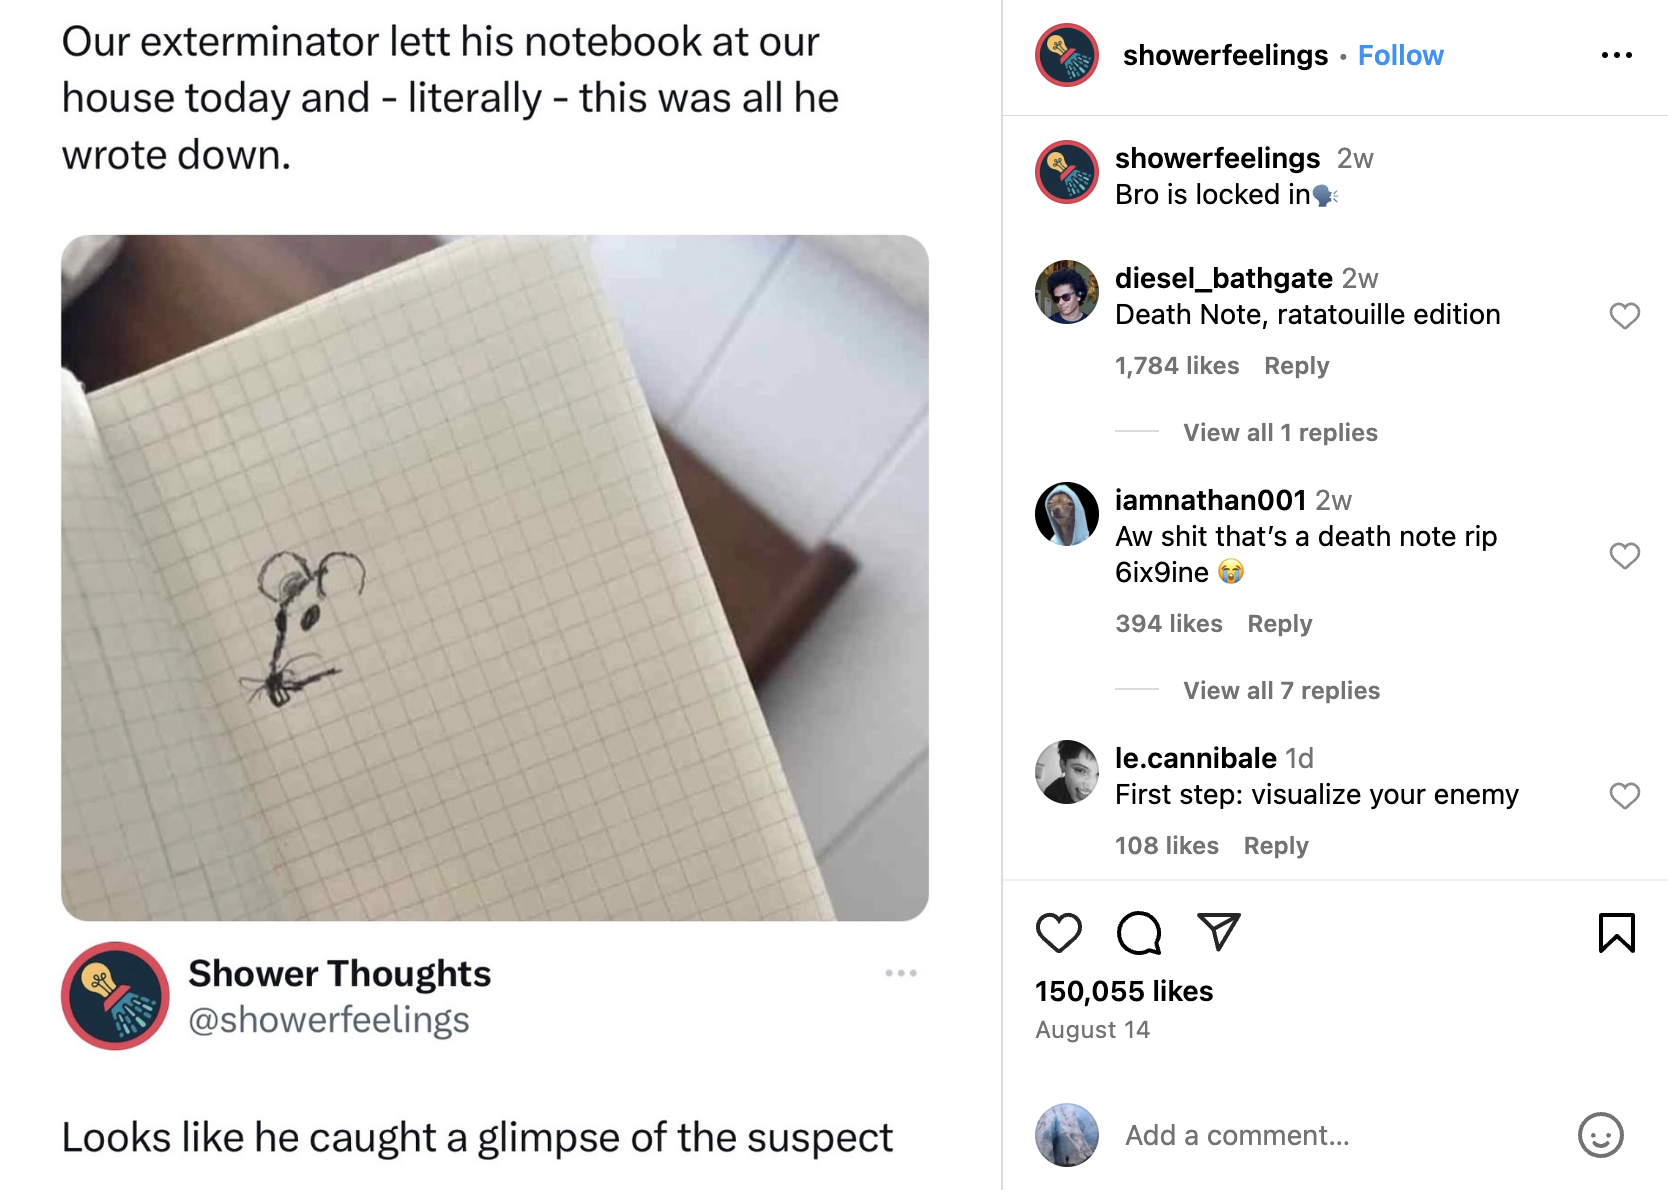 Our exterminator lett his notebook at our
house today and - literally - this was all he
wrote down.
Shower Thoughts
@showerfeelings
Looks like he caught a glimpse of the suspect
showerfeelings • Follow
showerfeelings 2w
Bro is locked in🗣️
diesel_bathgate 2w
Death Note, ratatouille edition
1,784 likes Reply
View all 1 replies
iamnathan001 2w
Aw shit that’s a death note rip
6ix9ine 😭
394 likes Reply
View all 7 replies
le.cannibale 1d
First step: visualize your enemy
108 likes Reply
150,055 likes
August 14
Add a comment...